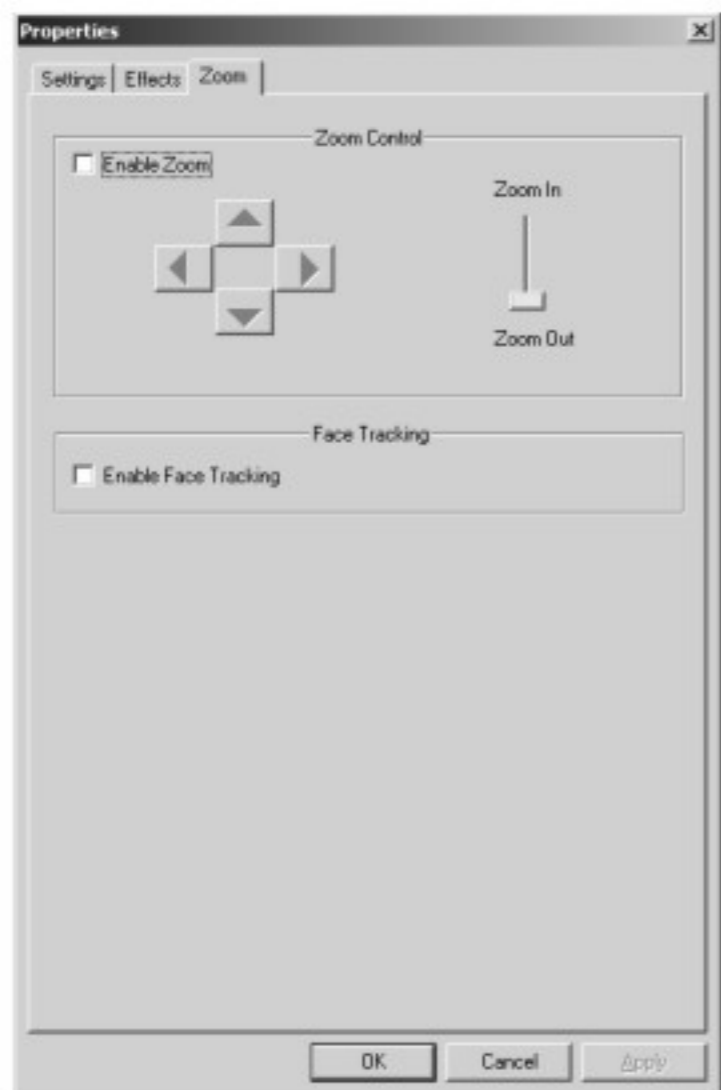 Properties
Settings Effects Zoom
Zoom Control
Enable Zoom
Zoom In
Zoom Out
Face Tracking
Enable Face Tracking
OK Cancel Apply